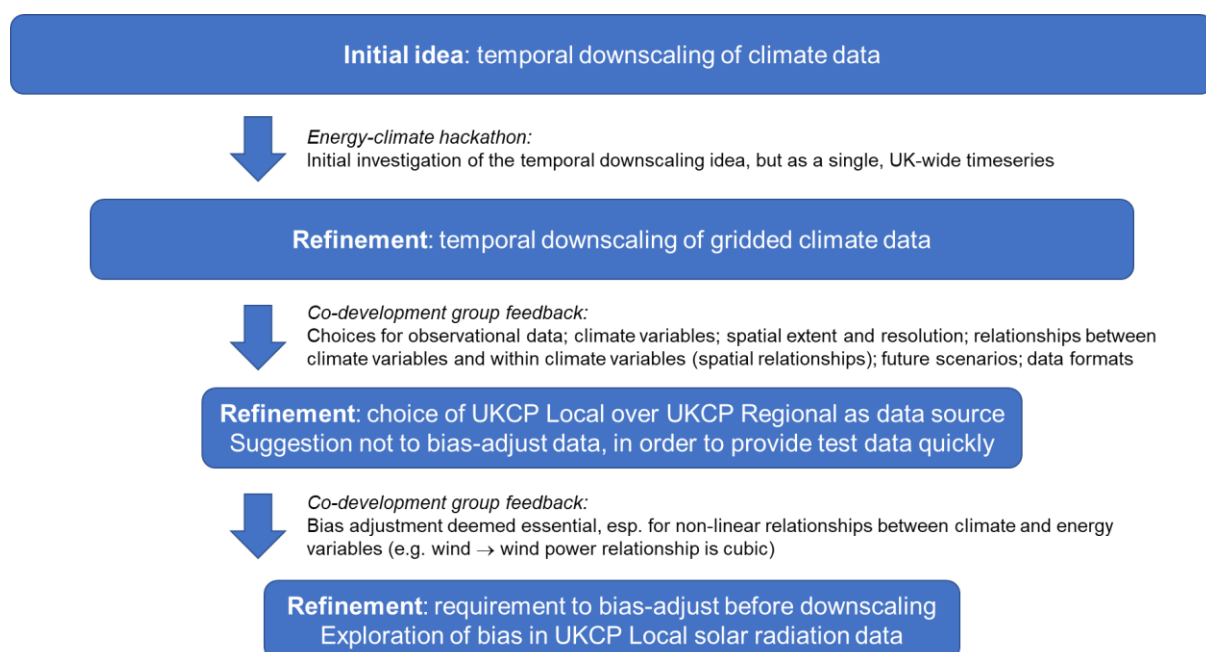 Initial idea: temporal downscaling of climate data
Energy-climate hackathon:
Initial investigation of the temporal downscaling idea, but as a single, UK-wide timeseries
Refinement: temporal downscaling of gridded climate data
Co-development group feedback:
Choices for observational data; climate variables; spatial extent and resolution; relationships between
climate variables and within climate variables (spatial relationships); future scenarios; data formats
Refinement: choice of UKCP Local over UKCP Regional as data source
Suggestion not to bias-adjust data, in order to provide test data quickly
Co-development group feedback:
Bias adjustment deemed essential, esp. for non-linear relationships between climate and energy
variables (e.g. wind → wind power relationship is cubic)
Refinement: requirement to bias-adjust before downscaling
Exploration of bias in UKCP Local solar radiation data